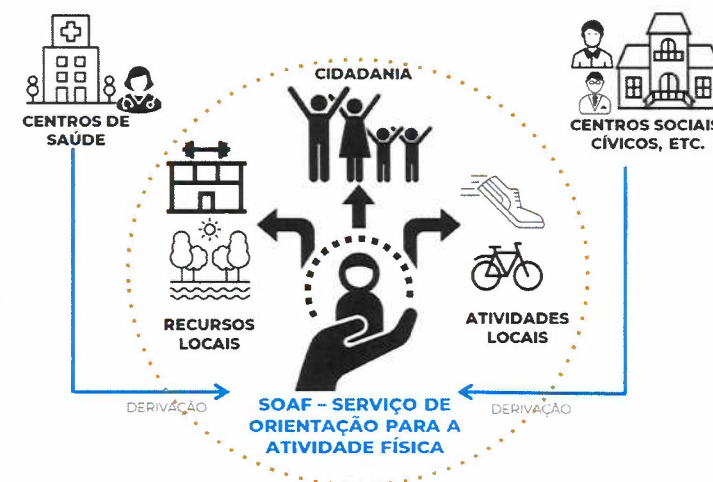 CIDADANIA
CENTROS DE
SAÚDE
CENTROS SOCIAIS
CÍVICOS, ETC.
RECURSOS
LOCAIS
ATIVIDADES
LOCAIS
DERIVAÇÃO
SOAF – SERVIÇO DE
ORIENTAÇÃO PARA A
ATIVIDADE FÍSICA
DERIVAÇÃO